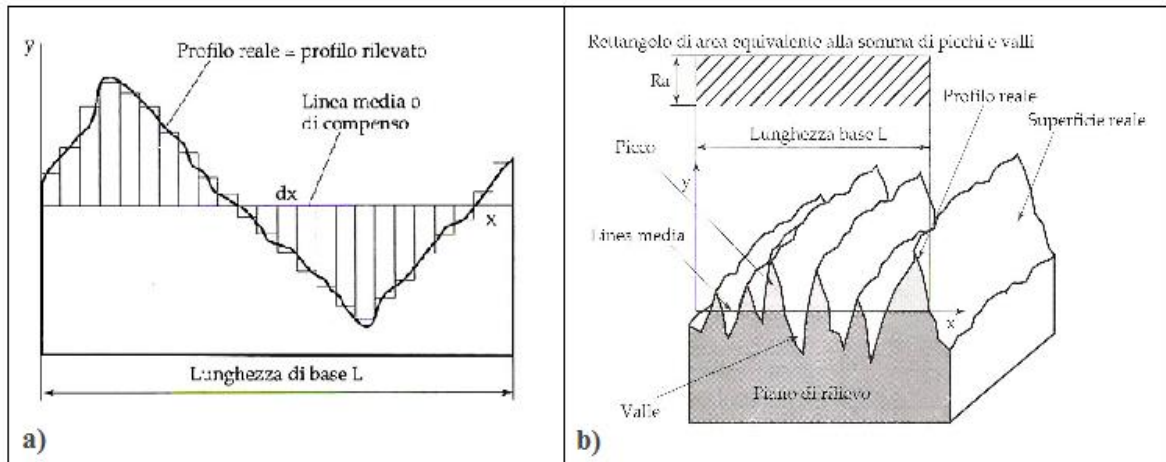 y
Profilo reale = profilo rilevato
Linea media o
di compenso
dx
x
Lunghezza di base L
a)
Rettangolo di area equivalente alla somma di picchi e valli
Ra
Profilo reale
Superficie reale
Lunghezza base L
Picco
y
Linea media
x
Piano di rilievo
Valle
b)